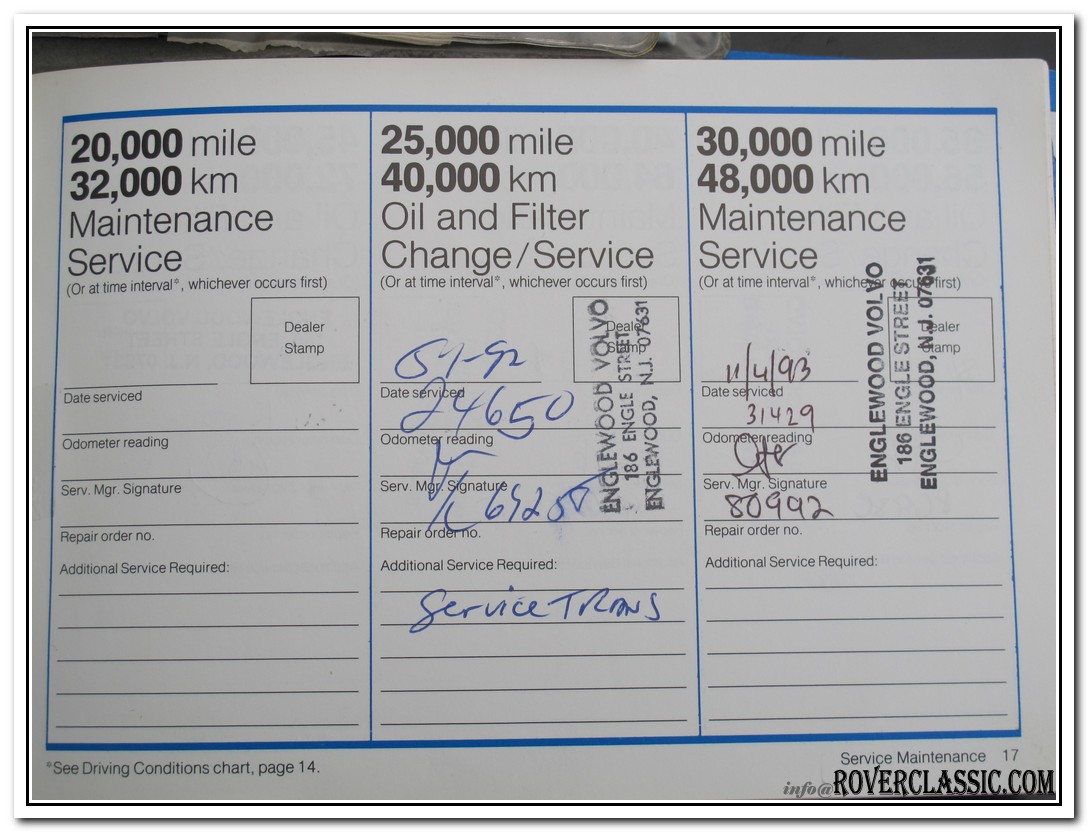 20,000 mile
32,000 km
Maintenance
Service
(Or at time interval*, whichever occurs first)
Dealer
Stamp
Date serviced
Odometer reading
Serv. Mgr. Signature
Repair order no.
Additional Service Required:
25,000 mile
40,000 km
Oil and Filter
Change/Service
(Or at time interval*, whichever occurs first)
Dealer
Stamp
ENGLEWOOD VOLVO
186 ENGLE STREET
ENGLEWOOD, N.J. 07631
Date serviced
24650
Odometer reading
Serv. Mgr. Signature
Repair order no.
Additional Service Required:
Service TRANS
30,000 mile
48,000 km
Maintenance
Service
(Or at time interval*, whichever occurs first)
Dealer
Stamp
ENGLEWOOD VOLVO
186 ENGLE STREET
ENGLEWOOD, N.J. 07631
11/4/93
Date serviced
31429
Odometer reading
Serv. Mgr. Signature
80992
Repair order no.
Additional Service Required:
*See Driving Conditions chart, page 14.
Service Maintenance 17
info@ROVERCLASSIC.COM